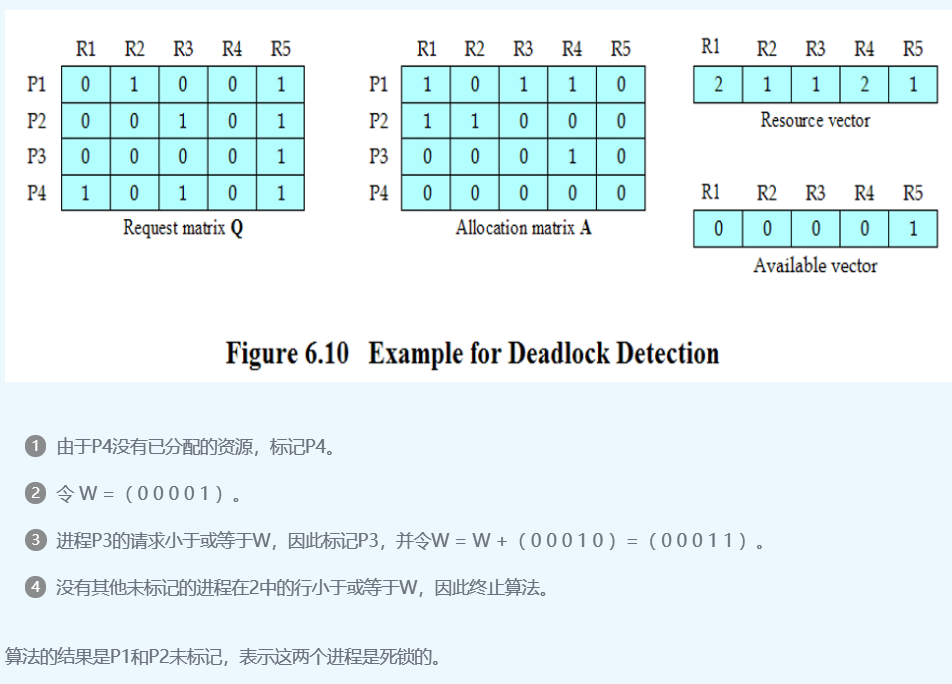 R1 R2 R3 R4 R5
P1 0 1 0 0 1
P2 0 0 1 0 1
P3 0 0 0 0 1
P4 1 0 1 0 1
Request matrix Q
R1 R2 R3 R4 R5
P1 1 0 1 1 0
P2 1 1 0 0 0
P3 0 0 0 1 0
P4 0 0 0 0 0
Allocation matrix A
R1 R2 R3 R4 R5
2 1 1 2 1
Resource vector
R1 R2 R3 R4 R5
0 0 0 0 1
Available vector
Figure 6.10 Example for Deadlock Detection
1 由于P4没有已分配的资源，标记P4。
2 令 W =（0 0 0 0 1）。
3 进程P3的请求小于或等于W，因此标记P3，并令W = W +（0 0 0 1 0）=（0 0 0 1 1）。
4 没有其他未标记的进程在2中的行小于或等于W，因此终止算法。
算法的结果是P1和P2未标记，表示这两个进程是死锁的。